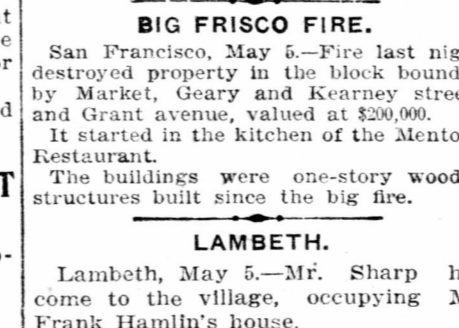 BIG FRISCO FIRE.
San Francisco, May 5.—Fire last nig
destroyed property in the block bound
by Market, Geary and Kearney stree
and Grant avenue, valued at $200,000.
It started in the kitchen of the Mento
Restaurant.
The buildings were one-story wood
structures built since the big fire.
LAMBETH.
Lambeth, May 5.—Mr. Sharp h
come to the village, occupying M
Frank Hamlin's house.